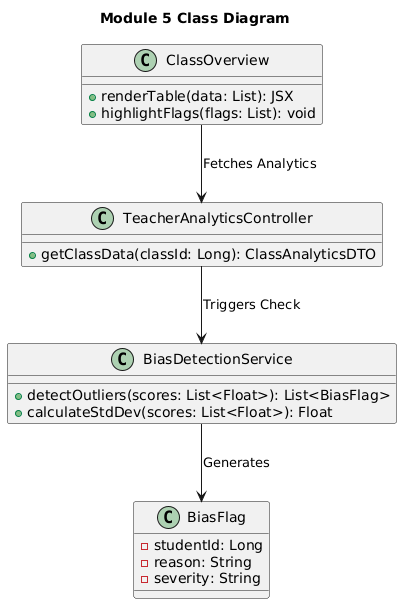 Module 5 Class Diagram
C ClassOverview
renderTable(data: List): JSX
highlightFlags(flags: List): void
Fetches Analytics
C TeacherAnalyticsController
getClassData(classId: Long): ClassAnalyticsDTO
Triggers Check
C BiasDetectionService
detectOutliers(scores: List<Float>): List<BiasFlag>
calculateStdDev(scores: List<Float>): Float
Generates
C BiasFlag
studentId: Long
reason: String
severity: String